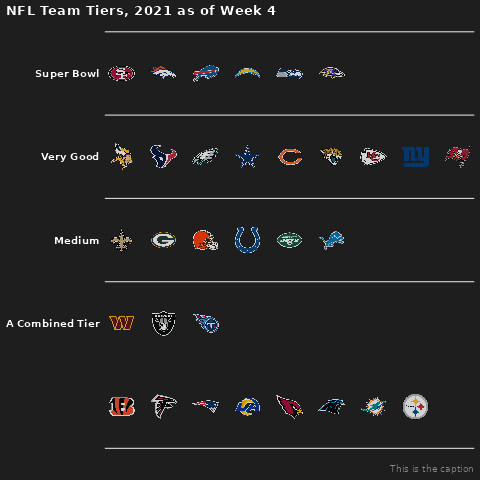 NFL Team Tiers, 2021 as of Week 4
Super Bowl
Very Good
Medium
A Combined Tier
This is the caption